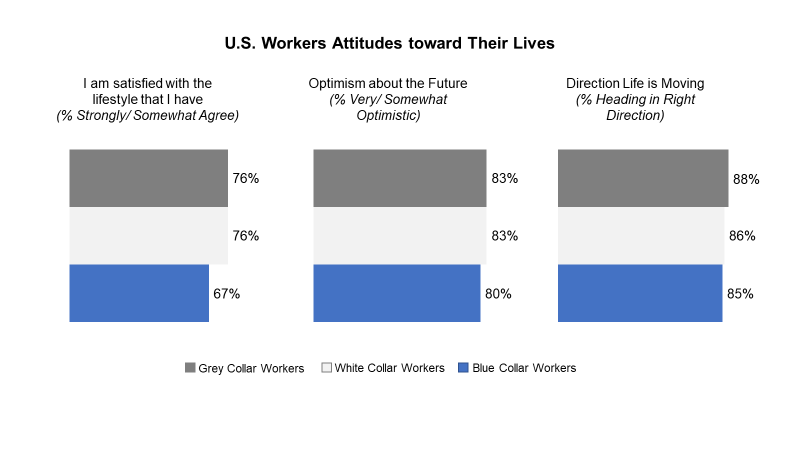 U.S. Workers Attitudes toward Their Lives
I am satisfied with the
lifestyle that I have
(% Strongly/ Somewhat Agree)
Optimism about the Future
(% Very/ Somewhat
Optimistic)
Direction Life is Moving
(% Heading in Right
Direction)
76%
76%
67%
83%
83%
80%
88%
86%
85%
Grey Collar Workers
White Collar Workers
Blue Collar Workers